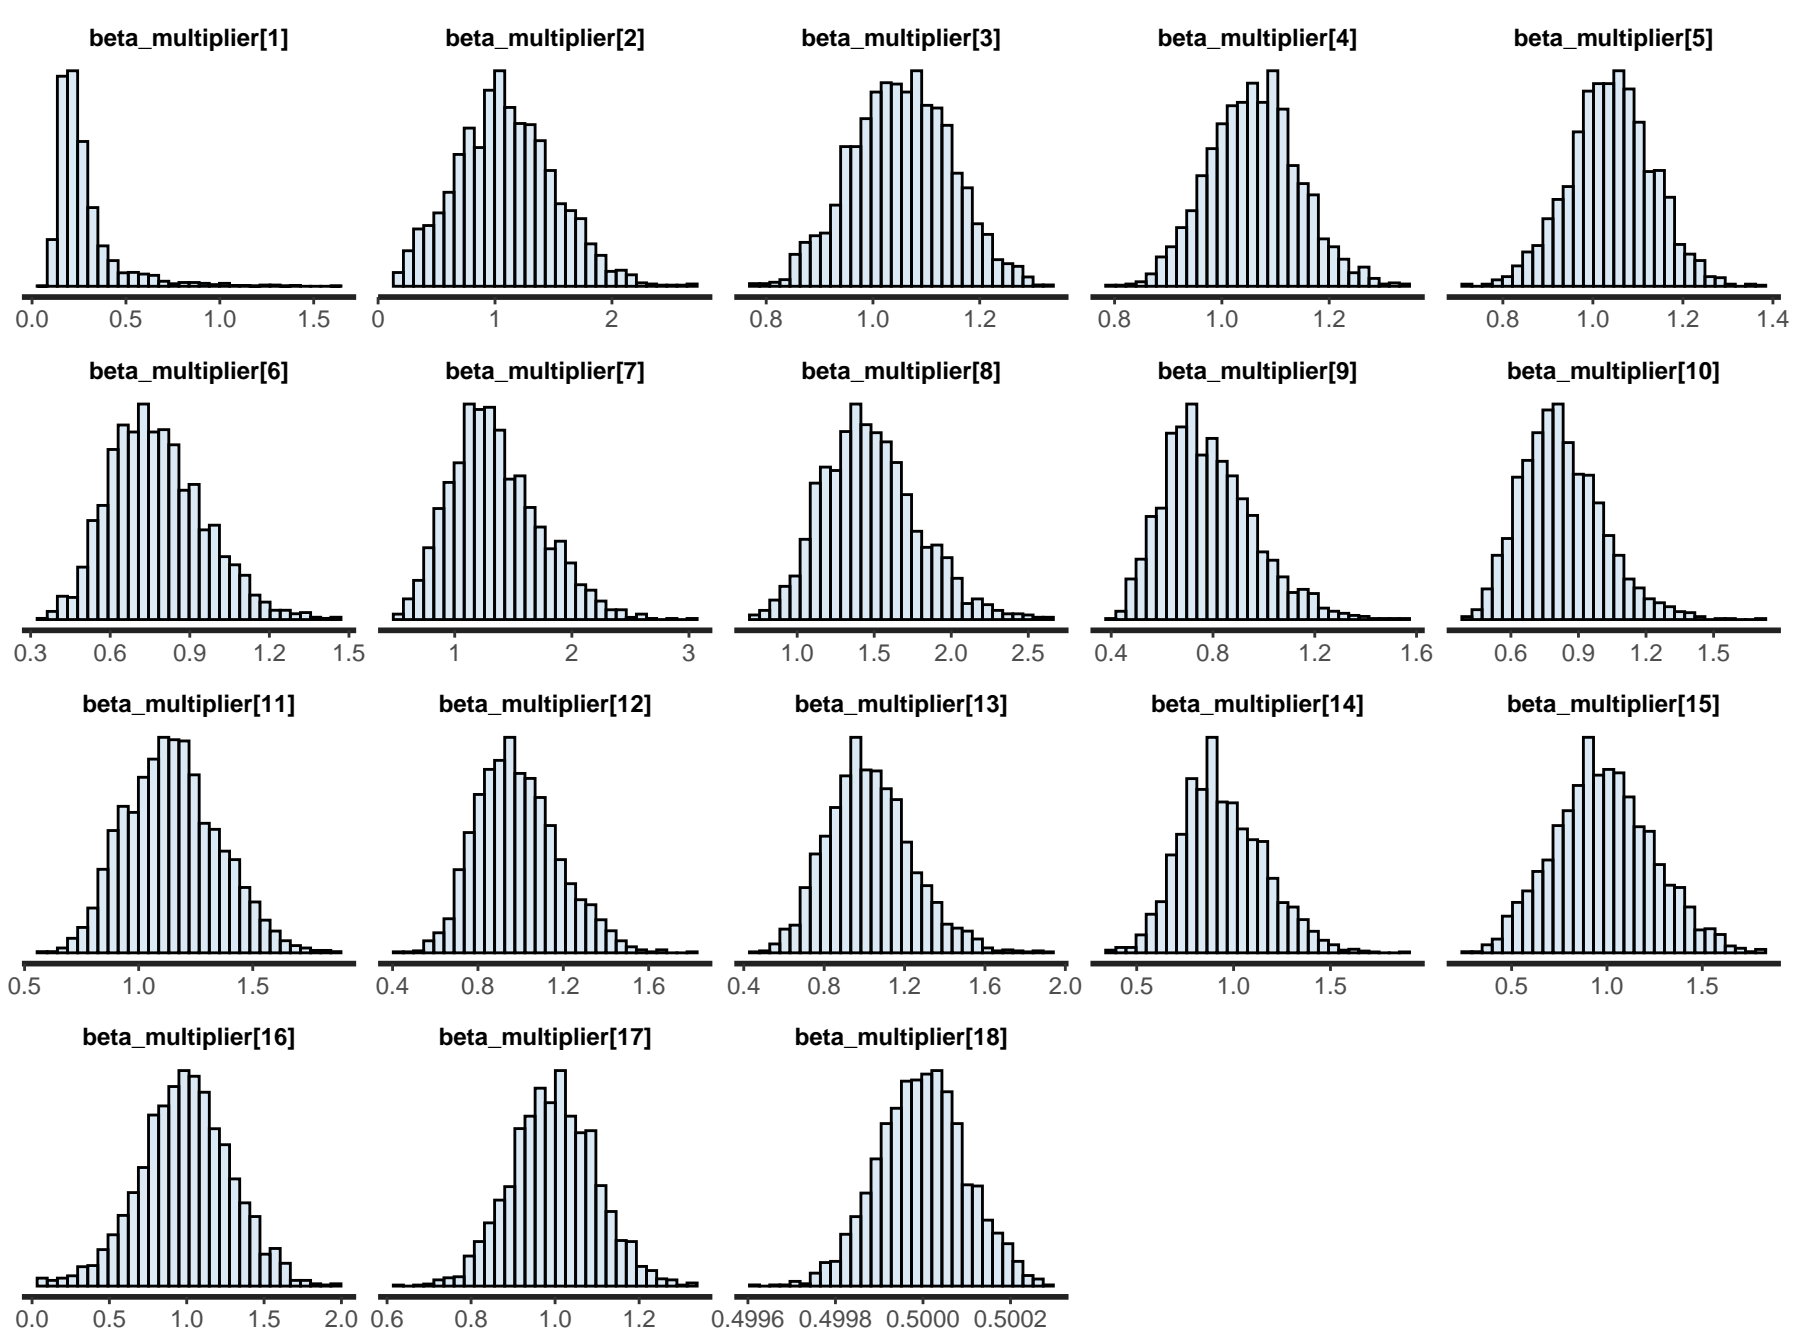 beta_multiplier[1] beta_multiplier[2] beta_multiplier[3] beta_multiplier[4] beta_multiplier[5]
0.0 0.5 1.0 1.5 0 1 2 0.8 1.0 1.2 0.8 1.0 1.2 0.8 1.0 1.2 1.4
beta_multiplier[6] beta_multiplier[7] beta_multiplier[8] beta_multiplier[9] beta_multiplier[10]
0.3 0.6 0.9 1.2 1.5 1 2 3 1.0 1.5 2.0 2.5 0.4 0.8 1.2 1.6 0.6 0.9 1.2 1.5
beta_multiplier[11] beta_multiplier[12] beta_multiplier[13] beta_multiplier[14] beta_multiplier[15]
0.5 1.0 1.5 0.4 0.8 1.2 1.6 0.4 0.8 1.2 1.6 2.0 0.5 1.0 1.5 0.5 1.0 1.5
beta_multiplier[16] beta_multiplier[17] beta_multiplier[18]
0.0 0.5 1.0 1.5 2.0 0.6 0.8 1.0 1.2 0.4996 0.4998 0.5000 0.5002